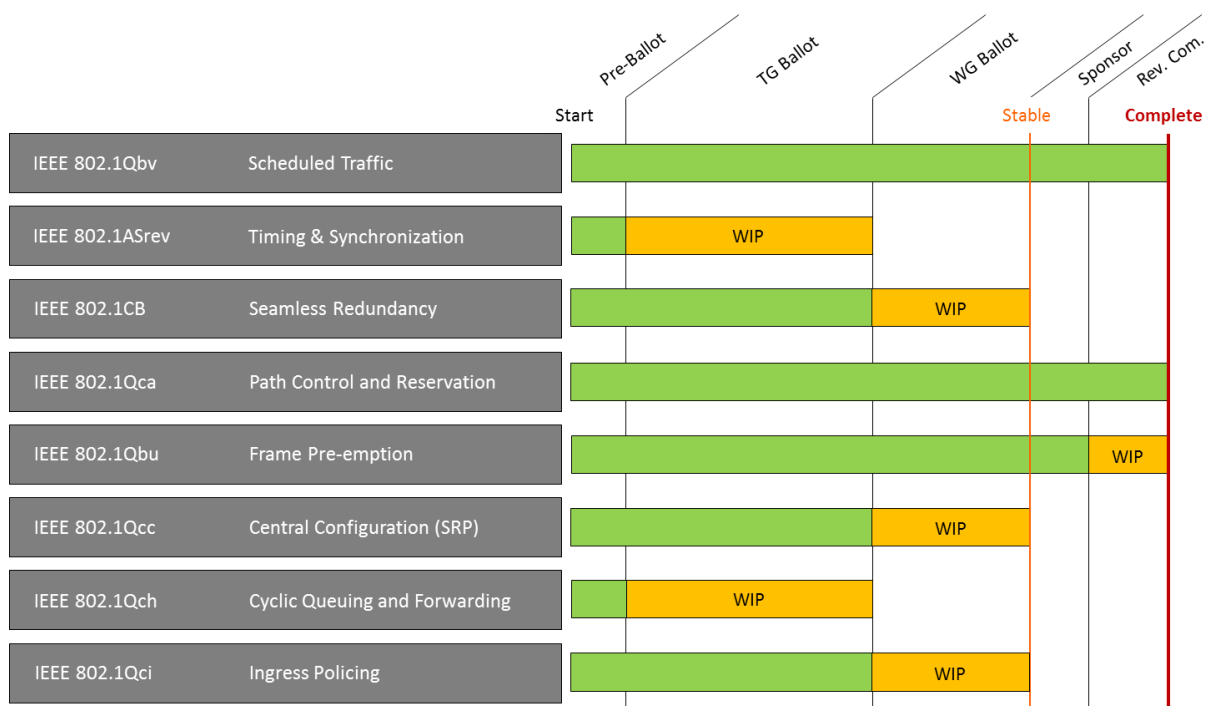 Pre-Ballot
TG Ballot
WG Ballot
Sponsor
Rev. Com.
Start
Stable
Complete
IEEE 802.1Qbv Scheduled Traffic
IEEE 802.1ASrev Timing & Synchronization WIP
IEEE 802.1CB Seamless Redundancy WIP
IEEE 802.1Qca Path Control and Reservation
IEEE 802.1Qbu Frame Pre-emption WIP
IEEE 802.1Qcc Central Configuration (SRP) WIP
IEEE 802.1Qch Cyclic Queuing and Forwarding WIP
IEEE 802.1Qci Ingress Policing WIP